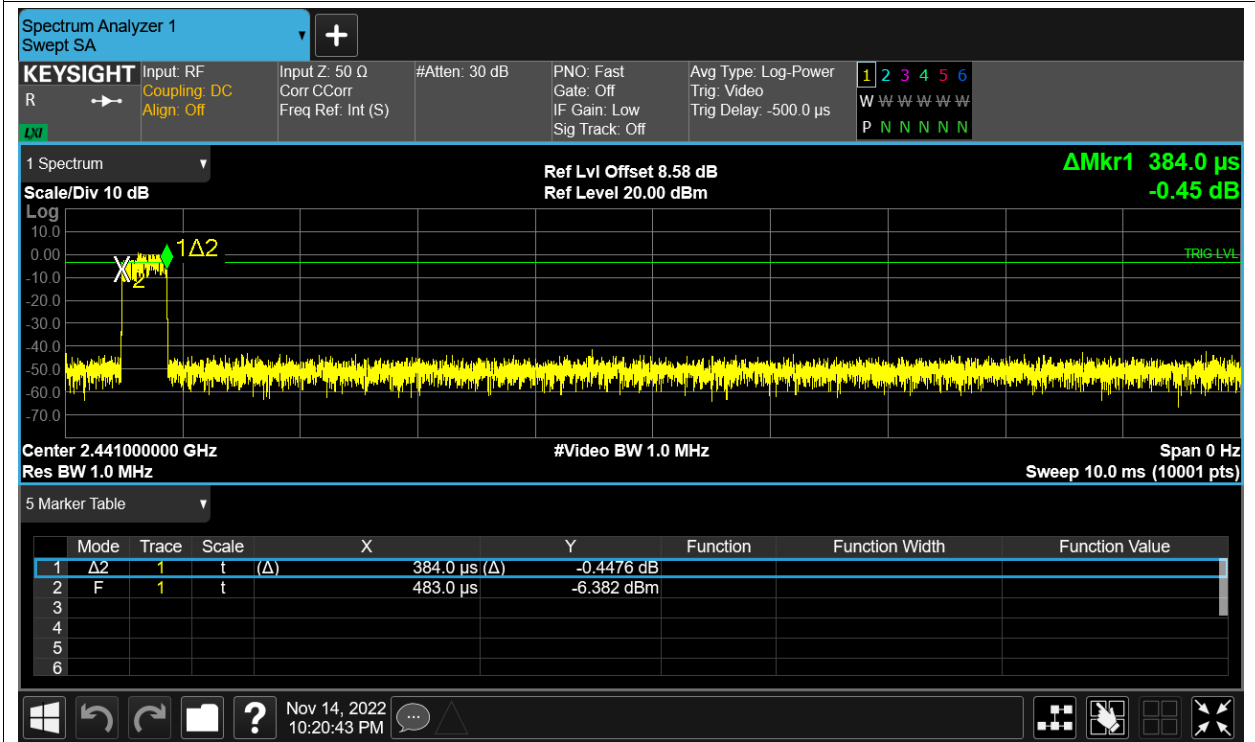 Spectrum Analyzer 1
Swept SA
+
KEYSIGHT Input: RF Input Z: 50 Ω #Atten: 30 dB PNO: Fast Avg Type: Log-Power 1 2 3 4 5 6
R Coupling: DC Corr CCorr Gate: Off Trig: Video W W W W W W
Align: Off Freq Ref: Int (S) IF Gain: Low Trig Delay: -500.0 µs
LXI Sig Track: Off P N N N N N
1 Spectrum Ref Lvl Offset 8.58 dB ΔMkr1 384.0 µs
Scale/Div 10 dB Ref Level 20.00 dBm -0.45 dB
Log
10.0
0.00 1Δ2 TRIG LVL
X2
-10.0
-20.0
-30.0
-40.0
-50.0
-60.0
-70.0
Center 2.441000000 GHz #Video BW 1.0 MHz Span 0 Hz
Res BW 1.0 MHz Sweep 10.0 ms (10001 pts)
5 Marker Table
Mode Trace Scale X Y Function Function Width Function Value
1 Δ2 1 t (Δ) 384.0 µs (Δ) -0.4476 dB
2 F 1 t 483.0 µs -6.382 dBm
3
4
5
6
? Nov 14, 2022
10:20:43 PM